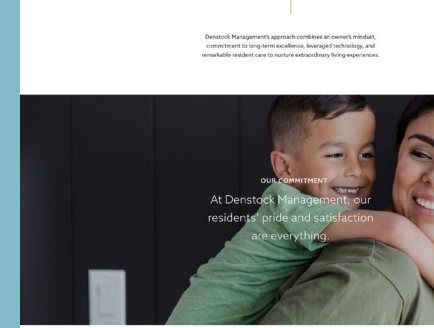 Denstock Management's approach combines an owner's mindset,
commitment to long-term excellence, leveraged technology, and
remarkable resident care to nurture extraordinary living experiences.
OUR COMMITMENT
At Denstock Management, our
residents' pride and satisfaction
are everything.